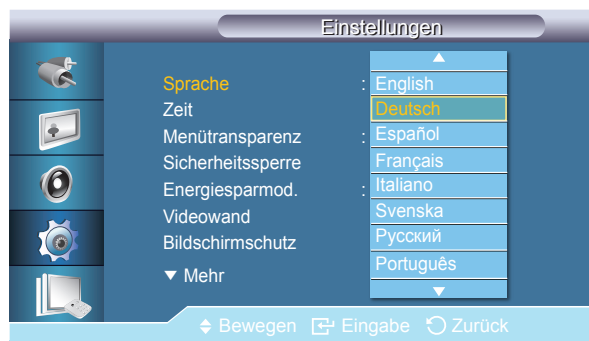 Einstellungen
Sprache : English
Zeit Deutsch
Menütransparenz : Español
Sicherheitssperre Français
Energiesparmod. : Italiano
Videowand Svenska
Bildschirmschutz Русский
▼ Mehr Português
Bewegen Eingabe Zurück